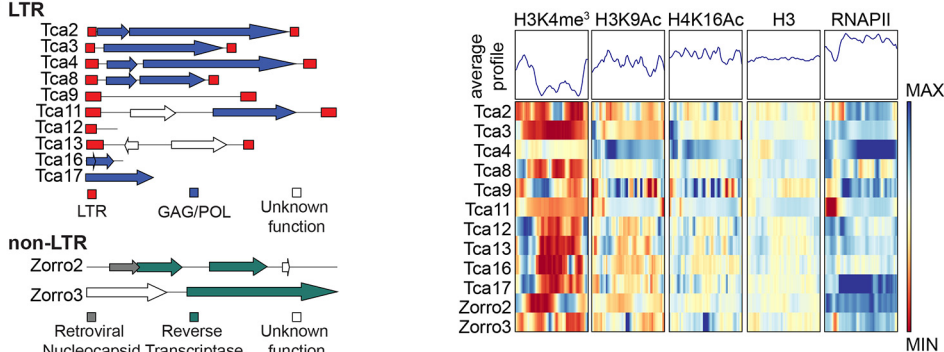 LTR
Tca2
Tca3
Tca4
Tca8
Tca9
Tca11
Tca12
Tca13
Tca16
Tca17
LTR
GAG/POL
Unknown
function
non-LTR
Zorro2
Zorro3
Retroviral
Nucleocapsid
Reverse
Transcriptase
Unknown
function
H3K4me³ H3K9Ac H4K16Ac H3 RNAPII
average
profile
Tca2
Tca3
Tca4
Tca8
Tca9
Tca11
Tca12
Tca13
Tca16
Tca17
Zorro2
Zorro3
MAX
MIN